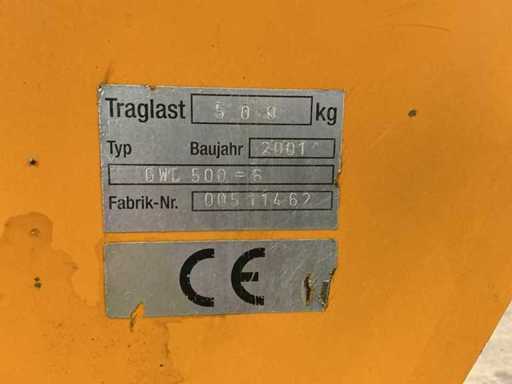 Traglast 500 kg
Typ Baujahr 2001
GWL 500-6
Fabrik-Nr. 00511462
CE